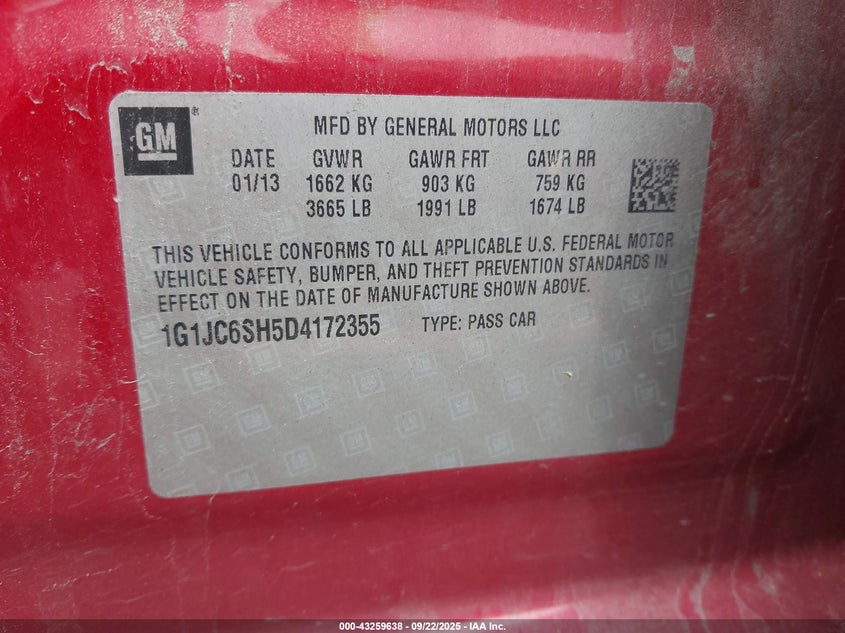 GM ®
MFD BY GENERAL MOTORS LLC
DATE GVWR GAWR FRT GAWR RR
01/13 1662 KG 903 KG 759 KG
3665 LB 1991 LB 1674 LB
THIS VEHICLE CONFORMS TO ALL APPLICABLE U.S. FEDERAL MOTOR
VEHICLE SAFETY, BUMPER, AND THEFT PREVENTION STANDARDS IN
EFFECT ON THE DATE OF MANUFACTURE SHOWN ABOVE.
1G1JC6SH5D4172355 TYPE: PASS CAR
000-43259638 - 09/22/2025 - IAA Inc.